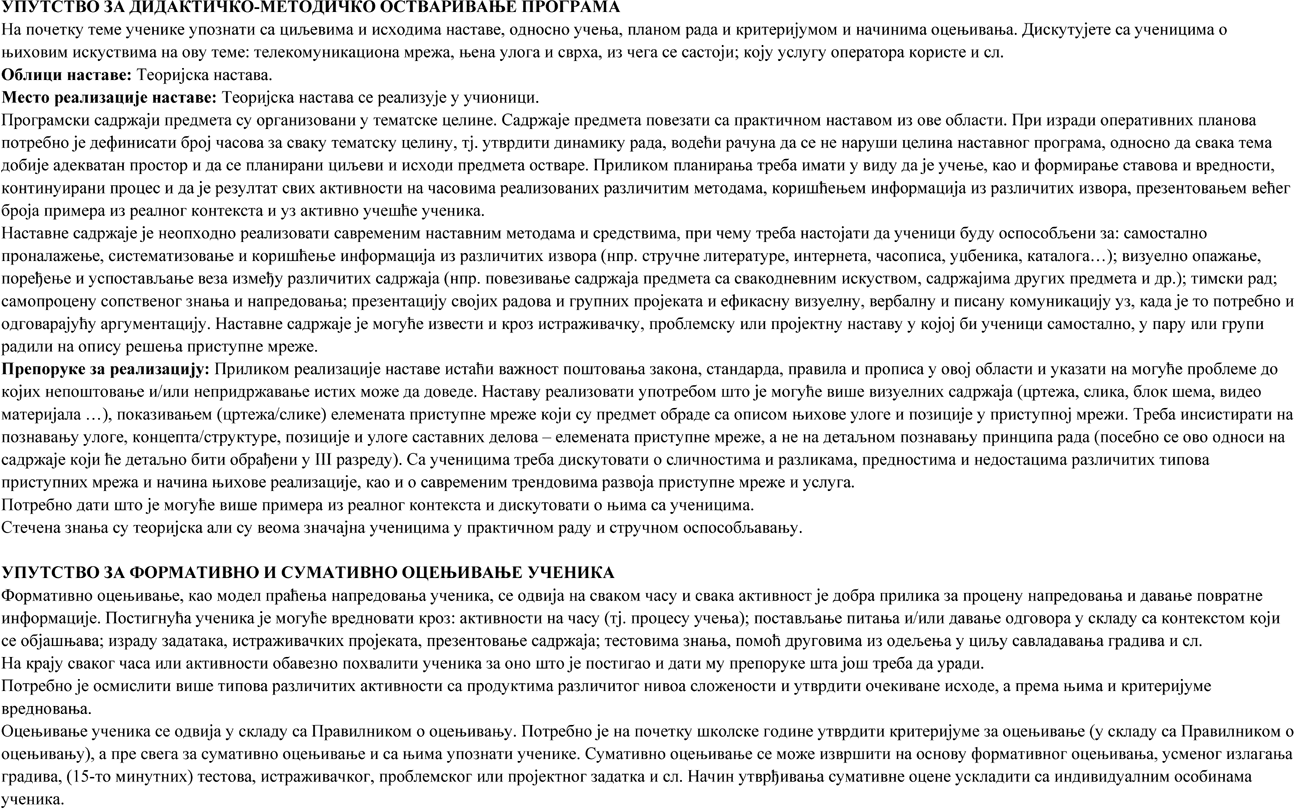 УПУТСТВО ЗА ДИДАКТИЧКО-МЕТОДИЧКО ОСТВАРИВАЊЕ ПРОГРАМА
На почетку теме ученике упознати са циљевима и исходима наставе, односно учења, планом рада и критеријумом и начинима оцењивања. Дискутујете са ученицима о
њиховим искуствима на ову теме: телекомуникациона мрежа, њена улога и сврха, из чега се састоји; коју услугу оператора користе и сл.
Облици наставе: Теоријска настава.
Место реализације наставе: Теоријска настава се реализује у учионици.
Програмски садржаји предмета су организовани у тематске целине. Садржаје предмета повезати са практичном наставом из ове области. При изради оперативних планова
потребно је дефинисати број часова за сваку тематску целину, тј. утврдити динамику рада, водећи рачуна да се не наруши целина наставног програма, односно да свака тема
добије адекватан простор и да се планирани циљеви и исходи предмета остваре. Приликом планирања треба имати у виду да је учење, као и формирање ставова и вредности,
континуирани процес и да је резултат свих активности на часовима реализованих различитим методама, коришћењем информација из различитих извора, презентовањем већег
броја примера из реалног контекста и уз активно учешће ученика.
Наставне садржаје је неопходно реализовати савременим наставним методама и средствима, при чему треба настојати да ученици буду оспособљени за: самостално
проналажење, систематизовање и коришћење информација из различитих извора (нпр. стручне литературе, интернета, часописа, уџбеника, каталога…); визуелно опажање,
поређење и успостављање веза између различитих садржаја (нпр. повезивање садржаја предмета са свакодневним искуством, садржајима других предмета и др.); тимски рад;
самопроцену сопственог знања и напредовања; презентацију својих радова и групних пројеката и ефикасну визуелну, вербалну и писану комуникацију уз, када је то потребно и
одговарајућу аргументацију. Наставне садржаје је могуће извести и кроз истраживачку, проблемску или пројектну наставу у којој би ученици самостално, у пару или групи
радили на опису решења приступне мреже.
Препоруке за реализацију: Приликом реализације наставе истаћи важност поштовања закона, стандарда, правила и прописа у овој области и указати на могуће проблеме до
којих непоштовање и/или непридржавање истих може да доведе. Наставу реализовати употребом што је могуће више визуелних садржаја (цртежа, слика, блок шема, видео
материјала …), показивањем (цртежа/слике) елемената приступне мреже који су предмет обраде са описом њихове улоге и позиције у приступној мрежи. Треба инсистирати на
познавању улоге, концепта/структуре, позиције и улоге саставних делова – елемената приступне мреже, а не на детаљном познавању принципа рада (посебно се ово односи на
садржаје који ће детаљно бити обрађени у III разреду). Са ученицима треба дискутовати о сличностима и разликама, предностима и недостацима различитих типова
приступних мрежа и начина њихове реализације, као и о савременим трендовима развоја приступне мреже и услуга.
Потребно дати што је могуће више примера из реалног контекста и дискутовати о њима са ученицима.
Стечена знања су теоријска али су веома значајна ученицима у практичном раду и стручном оспособљавању.
УПУТСТВО ЗА ФОРМАТИВНО И СУМАТИВНО ОЦЕЊИВАЊЕ УЧЕНИКА
Формативно оцењивање, као модел праћења напредовања ученика, се одвија на сваком часу и свака активност је добра прилика за процену напредовања и давање повратне
информације. Постигнућа ученика је могуће вредновати кроз: активности на часу (тј. процесу учења); постављање питања и/или давање одговора у складу са контекстом који
се објашњава; израду задатака, истраживачких пројеката, презентовање садржаја; тестовима знања, помоћ друговима из одељења у циљу савладавања градива и сл.
На крају сваког часа или активности обавезно похвалити ученика за оно што је постигао и дати му препоруке шта још треба да уради.
Потребно је осмислити више типова различитих активности са продуктима различитог нивоа сложености и утврдити очекиване исходе, а према њима и критеријуме
вредновања.
Оцењивање ученика се одвија у складу са Правилником о оцењивању. Потребно је на почетку школске године утврдити критеријуме за оцењивање (у складу са Правилником о
оцењивању), а пре свега за сумативно оцењивање и са њима упознати ученике. Сумативно оцењивање се може извршити на основу формативног оцењивања, усменог излагања
градива, (15-то минутних) тестова, истраживачког, проблемског или пројектног задатка и сл. Начин утврђивања сумативне оцене ускладити са индивидуалним особинама
ученика.